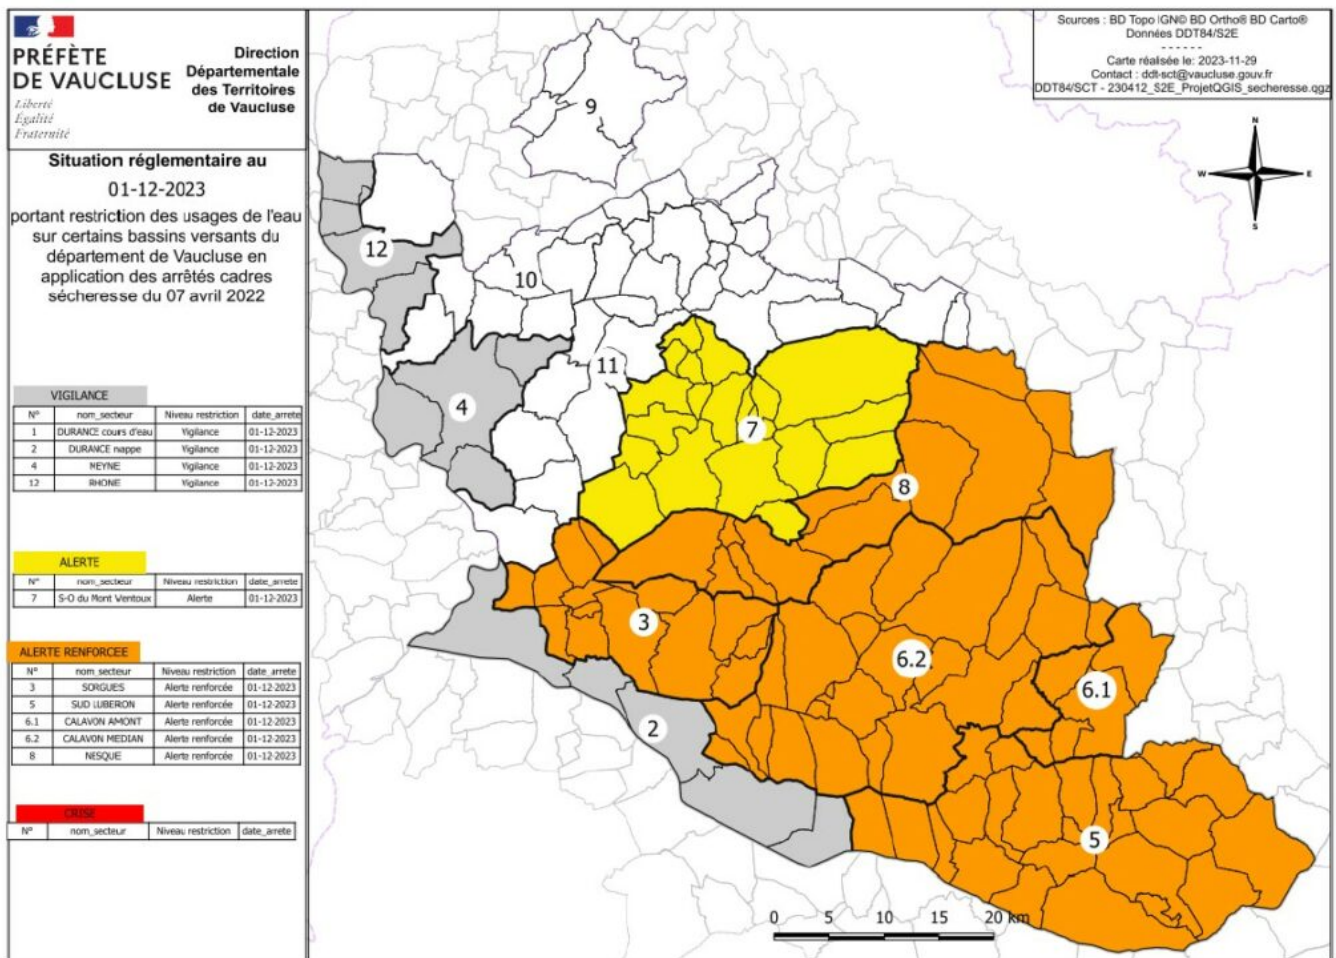 PRÉFÈTE
DE VAUCLUSE
Liberté
Égalité
Fraternité
Direction
Départementale
des Territoires
de Vaucluse
Situation réglementaire au
01-12-2023
portant restriction des usages de l'eau
sur certains bassins versants du
département de Vaucluse en
application des arrêtés cadres
sécheresse du 07 avril 2022
VIGILANCE
N° nom_secteur Niveau restriction date_arrete
1 DURANCE cours d'eau Vigilance 01-12-2023
2 DURANCE nappe Vigilance 01-12-2023
4 MEYNE Vigilance 01-12-2023
12 RHONE Vigilance 01-12-2023
ALERTE
N° nom_secteur Niveau restriction date_arrete
7 S-O du Mont Ventoux Alerte 01-12-2023
ALERTE RENFORCEE
N° nom_secteur Niveau restriction date_arrete
3 SORGUES Alerte renforcée 01-12-2023
5 SUD LUBERON Alerte renforcée 01-12-2023
6.1 CALAVON AMONT Alerte renforcée 01-12-2023
6.2 CALAVON MEDIAN Alerte renforcée 01-12-2023
8 NESQUE Alerte renforcée 01-12-2023
CRISE
N° nom_secteur Niveau restriction date_arrete
Sources : BD Topo IGN© BD Ortho® BD Carto®
Données DDT84/S2E
- - - - - -
Carte réalisée le: 2023-11-29
Contact : ddt-sct@vaucluse.gouv.fr
DDT84/SCT - 230412_S2E_ProjetQGIS_secheresse.qgz
N
W E
S
9
12
10
11
4
7
8
3
6.2
6.1
2
5
0 5 10 15 20 km